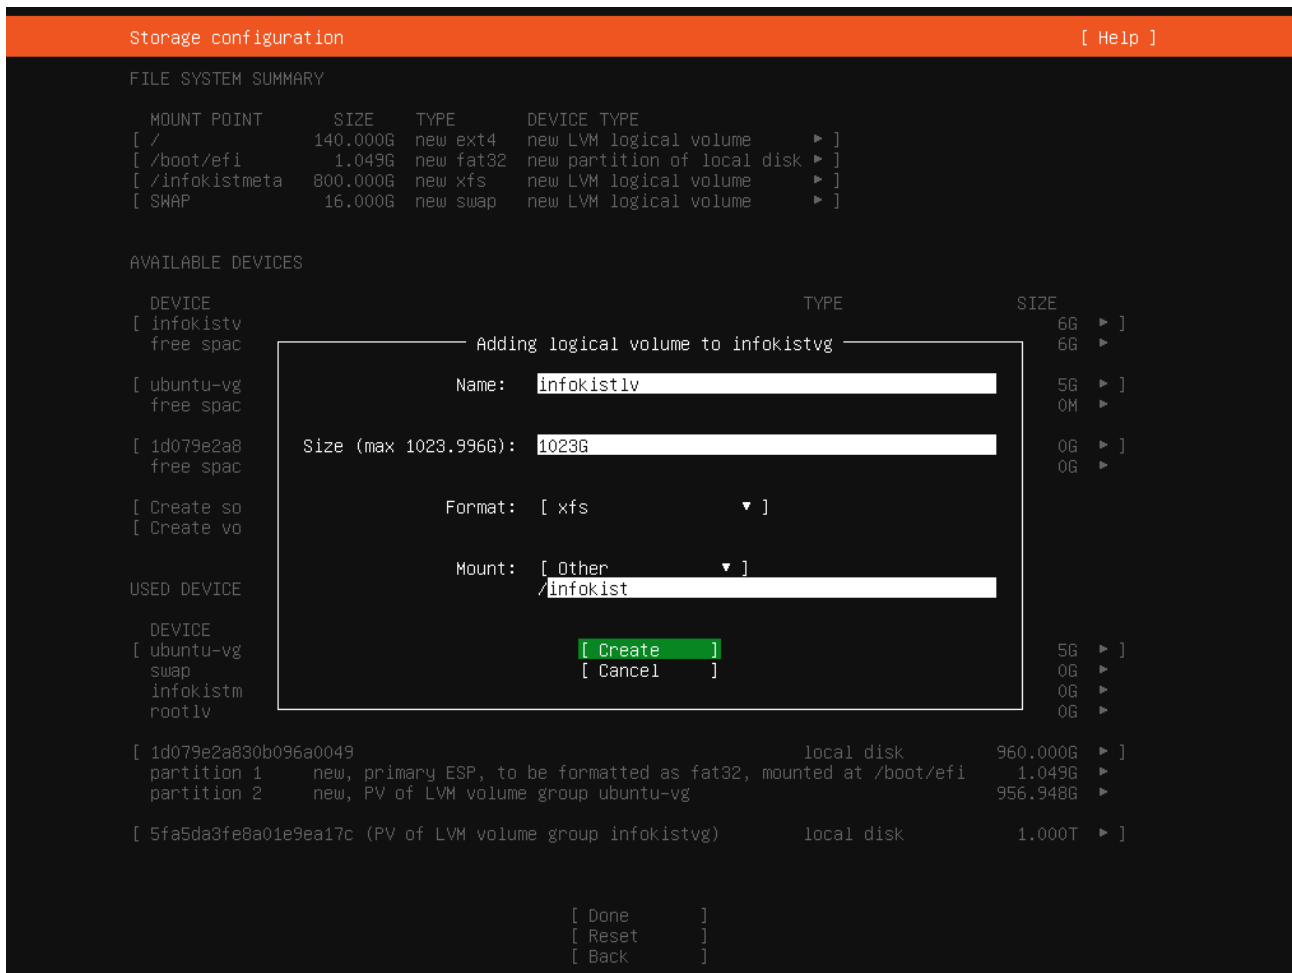 Storage configuration [ Help ]
FILE SYSTEM SUMMARY
MOUNT POINT SIZE TYPE DEVICE TYPE
[ / 140.000G new ext4 new LVM logical volume ▸ ]
[ /boot/efi 1.049G new fat32 new partition of local disk ▸ ]
[ /infokistmeta 800.000G new xfs new LVM logical volume ▸ ]
[ SWAP 16.000G new swap new LVM logical volume ▸ ]
AVAILABLE DEVICES
DEVICE TYPE SIZE
[ infokistv 6G ▸ ]
free spac 6G ▸
Adding logical volume to infokistvg
[ ubuntu-vg Name: infokistlv 5G ▸ ]
free spac 0M ▸
[ 1d079e2a8 Size (max 1023.996G): 1023G 0G ▸ ]
free spac 0G ▸
[ Create so Format: [ xfs ▾ ]
[ Create vo
Mount: [ Other ▾ ]
USED DEVICE /infokist
DEVICE
[ ubuntu-vg [ Create ] 5G ▸ ]
swap [ Cancel ] 0G ▸
infokistm 0G ▸
rootlv 0G ▸
[ 1d079e2a830b096a0049 local disk 960.000G ▸ ]
partition 1 new, primary ESP, to be formatted as fat32, mounted at /boot/efi 1.049G ▸
partition 2 new, PV of LVM volume group ubuntu-vg 956.948G ▸
[ 5fa5da3fe8a01e9ea17c (PV of LVM volume group infokistvg) local disk 1.000T ▸ ]
[ Done ]
[ Reset ]
[ Back ]